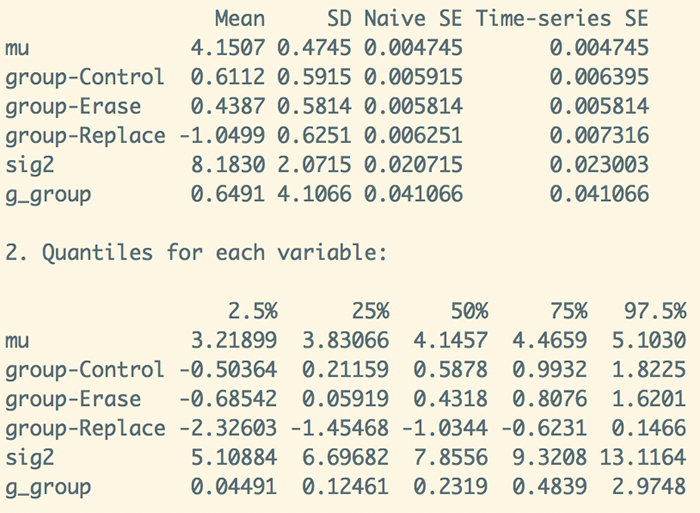 Mean SD Naive SE Time-series SE
mu 4.1507 0.4745 0.004745 0.004745
group-Control 0.6112 0.5915 0.005915 0.006395
group-Erase 0.4387 0.5814 0.005814 0.005814
group-Replace -1.0499 0.6251 0.006251 0.007316
sig2 8.1830 2.0715 0.020715 0.023003
g_group 0.6491 4.1066 0.041066 0.041066
2. Quantiles for each variable:
2.5% 25% 50% 75% 97.5%
mu 3.21899 3.83066 4.1457 4.4659 5.1030
group-Control -0.50364 0.21159 0.5878 0.9932 1.8225
group-Erase -0.68542 0.05919 0.4318 0.8076 1.6201
group-Replace -2.32603 -1.45468 -1.0344 -0.6231 0.1466
sig2 5.10884 6.69682 7.8556 9.3208 13.1164
g_group 0.04491 0.12461 0.2319 0.4839 2.9748